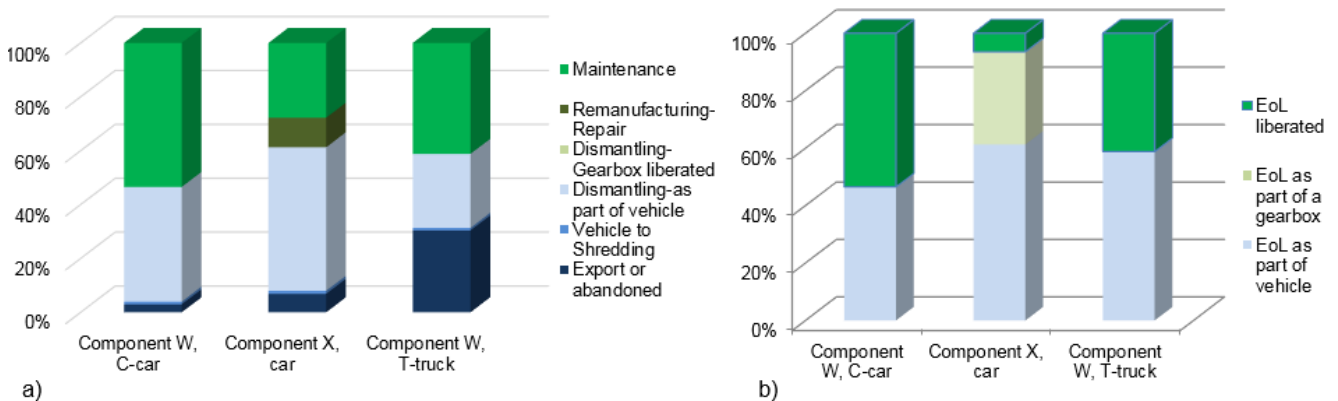 100%
80%
60%
40%
20%
0%
Component W,
C-car
Component X,
car
Component W,
T-truck
Maintenance
Remanufacturing-
Repair
Dismantling-
Gearbox liberated
Dismantling-as
part of vehicle
Vehicle to
Shredding
Export or
abandoned
a)
100%
80%
60%
40%
20%
0%
Component
W, C-car
Component X,
car
Component
W, T-truck
EoL
liberated
EoL as
part of a
gearbox
EoL as
part of
vehicle
b)